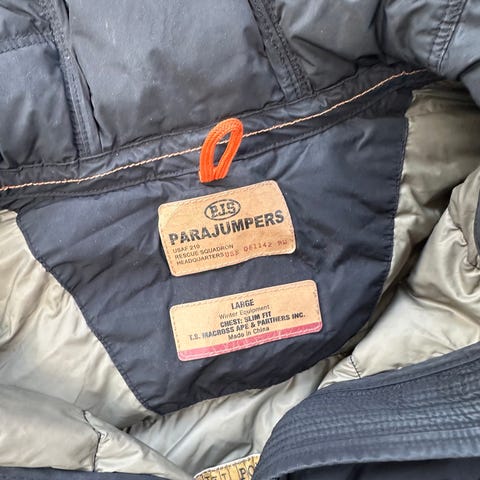 PJS
PARAJUMPERS
USAF 210
RESCUE SQUADRON
HEADQUARTERS
LARGE
Winter Equipment
CHEST: SLIM FIT
T.S. MACROSS APE & PARTNERS INC.
Made in China